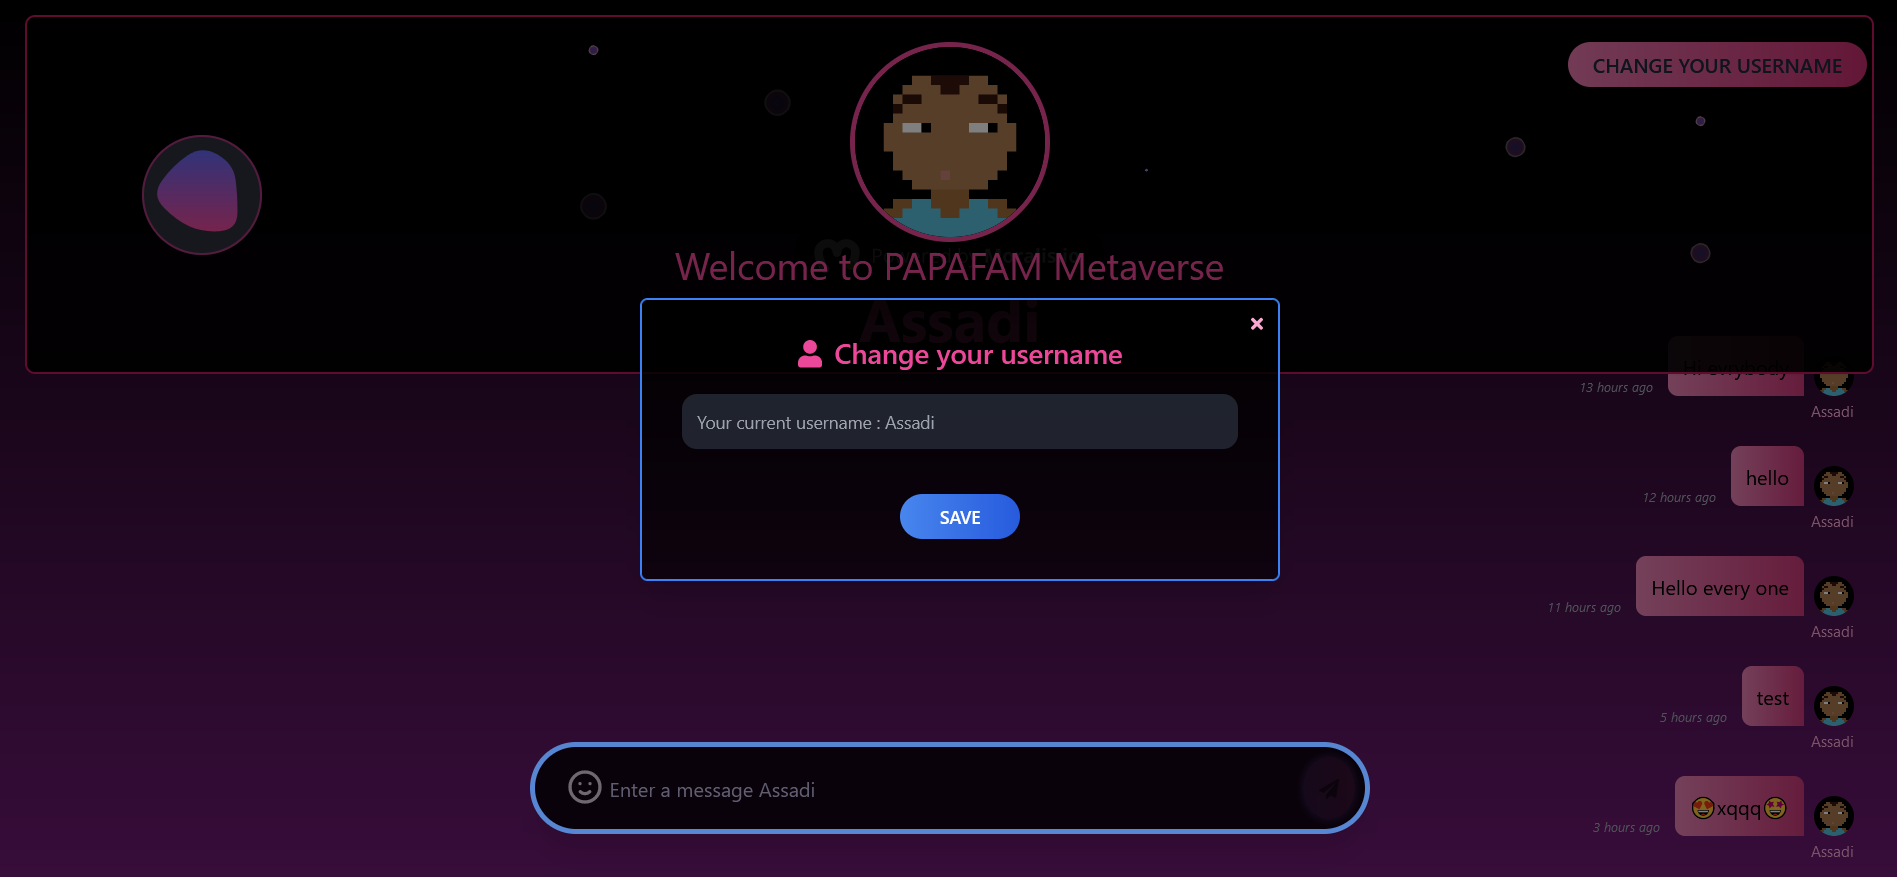 CHANGE YOUR USERNAME
Welcome to PAPAFAM Metaverse
Assadi
Change your username
Your current username : Assadi
SAVE
Hi
13 hours ago
Assadi
hello
12 hours ago
Assadi
Hello every one
11 hours ago
Assadi
test
5 hours ago
Assadi
😍xqqq🤩
3 hours ago
Assadi
Enter a message Assadi